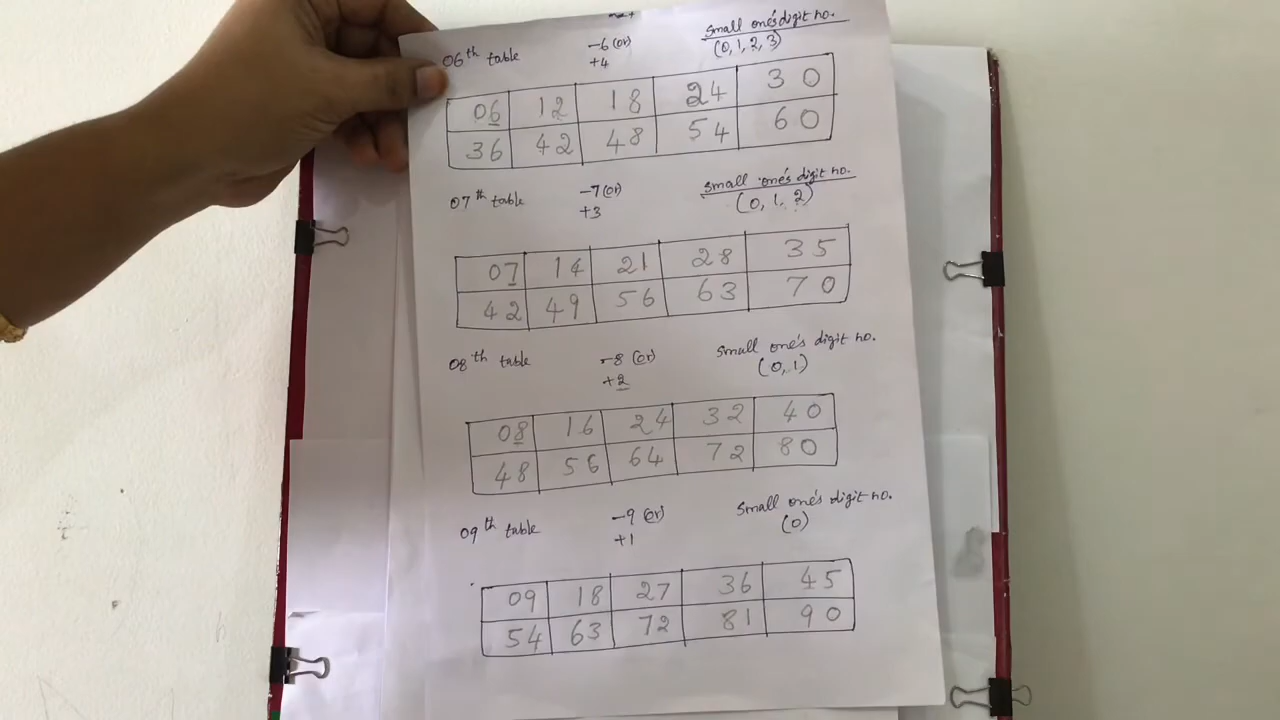 06th table -6 (or) small one's digit no.
+4 (0, 1, 2, 3)
06 12 18 24 30
36 42 48 54 60
07th table -7 (or) small one's digit no.
+3 (0, 1, 2)
07 14 21 28 35
42 49 56 63 70
08th table -8 (or) small one's digit no.
+2 (0, 1)
08 16 24 32 40
48 56 64 72 80
09th table -9 (or) small one's digit no.
+1 (0)
09 18 27 36 45
54 63 72 81 90